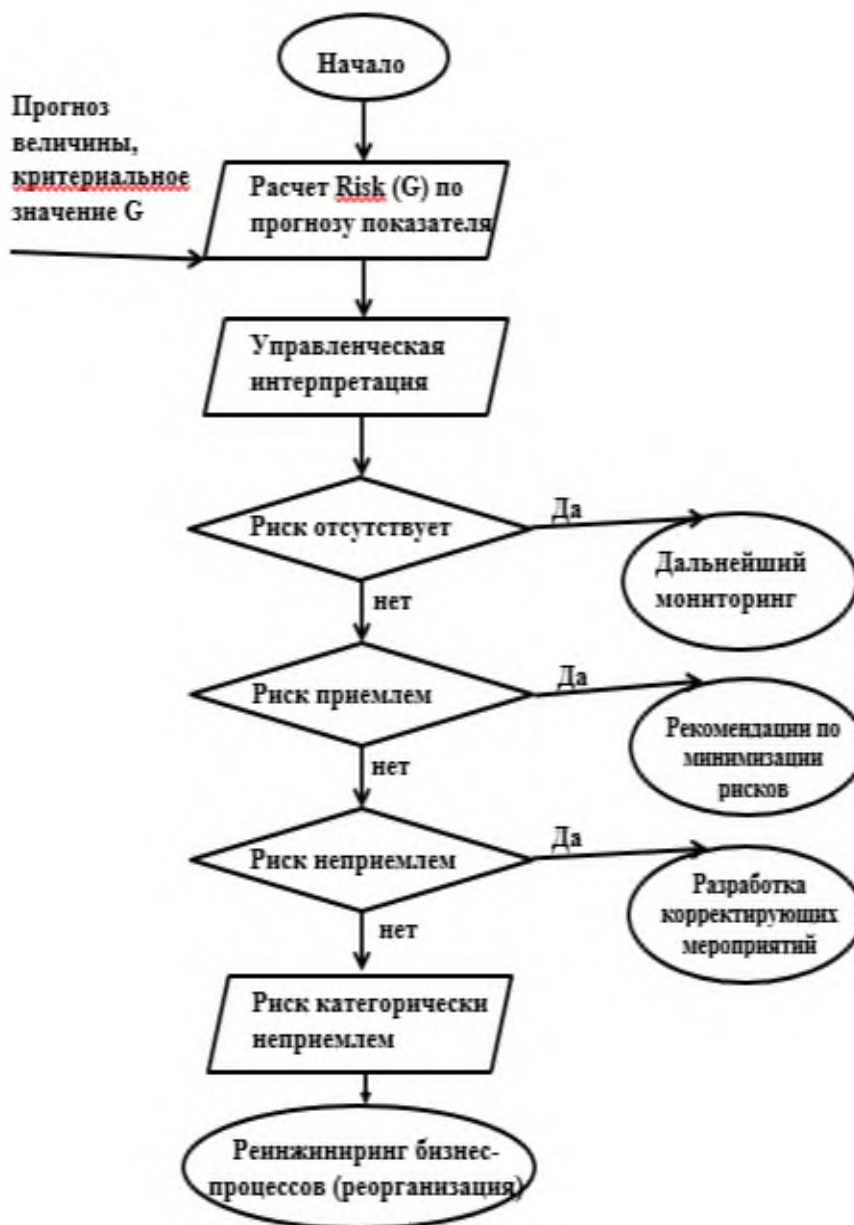 Начало
Прогноз
величины,
критериальное
значение G
Расчет Risk (G) по
прогнозу показателя
Управленческая
интерпретация
Риск отсутствует
Да
Дальнейший
мониторинг
нет
Риск приемлем
Да
Рекомендации по
минимизации
рисков
нет
Риск неприемлем
Да
Разработка
корректирующих
мероприятий
нет
Риск категорически
неприемлем
Реинжиниринг бизнес-
процессов (реорганизация)